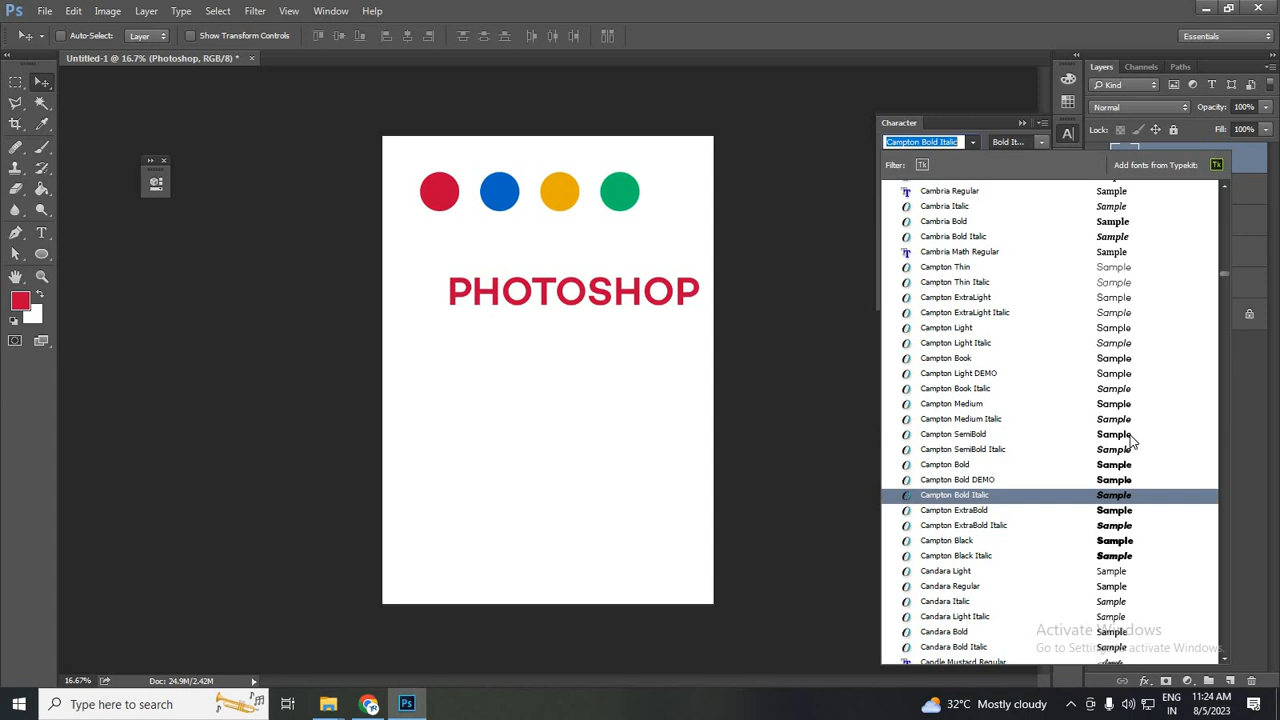 Ps File Edit Image Layer Type Select Filter View Window Help
Auto-Select: Layer Show Transform Controls Essentials
Untitled-1 @ 16.7% (Photoshop, RGB/8) * ×
Layers Channels Paths
Kind
Normal Opacity: 100%
Lock: Fill: 100%
Character
Campton Bold Italic Bold It...
Filter: Tk Add fonts from Typekit: Tk
Cambria Regular Sample
Cambria Italic Sample
Cambria Bold Sample
Cambria Bold Italic Sample
Cambria Math Regular Sample
Campton Thin Sample
Campton Thin Italic Sample
Campton ExtraLight Sample
Campton ExtraLight Italic Sample
Campton Light Sample
Campton Light Italic Sample
Campton Book Sample
Campton Light DEMO Sample
Campton Book Italic Sample
Campton Medium Sample
Campton Medium Italic Sample
Campton SemiBold Sample
Campton SemiBold Italic Sample
Campton Bold Sample
Campton Bold DEMO Sample
Campton Bold Italic Sample
Campton ExtraBold Sample
Campton ExtraBold Italic Sample
Campton Black Sample
Campton Black Italic Sample
Candara Light Sample
Candara Regular Sample
Candara Italic Sample
Candara Light Italic Sample
Candara Bold Sample
Candara Bold Italic Sample
Candle Mustard Regular Sample
PHOTOSHOP
Activate Windows
Go to Settings to activate Windows.
16.67% Doc: 24.9M/2.42M
Type here to search
Ps
32°C Mostly cloudy
ENG
IN
11:24 AM
8/5/2023